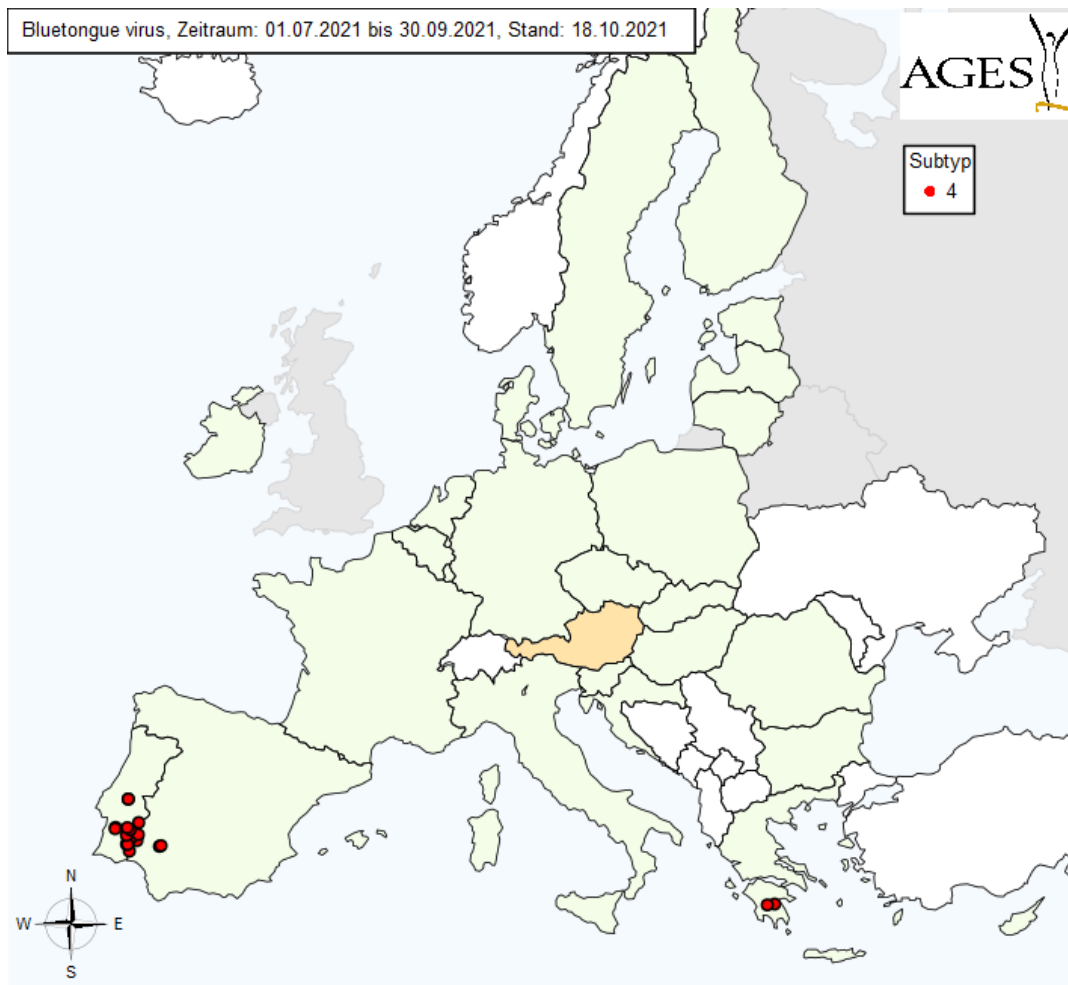 Bluetongue virus, Zeitraum: 01.07.2021 bis 30.09.2021, Stand: 18.10.2021
AGES
Subtyp
4
N
W E
S